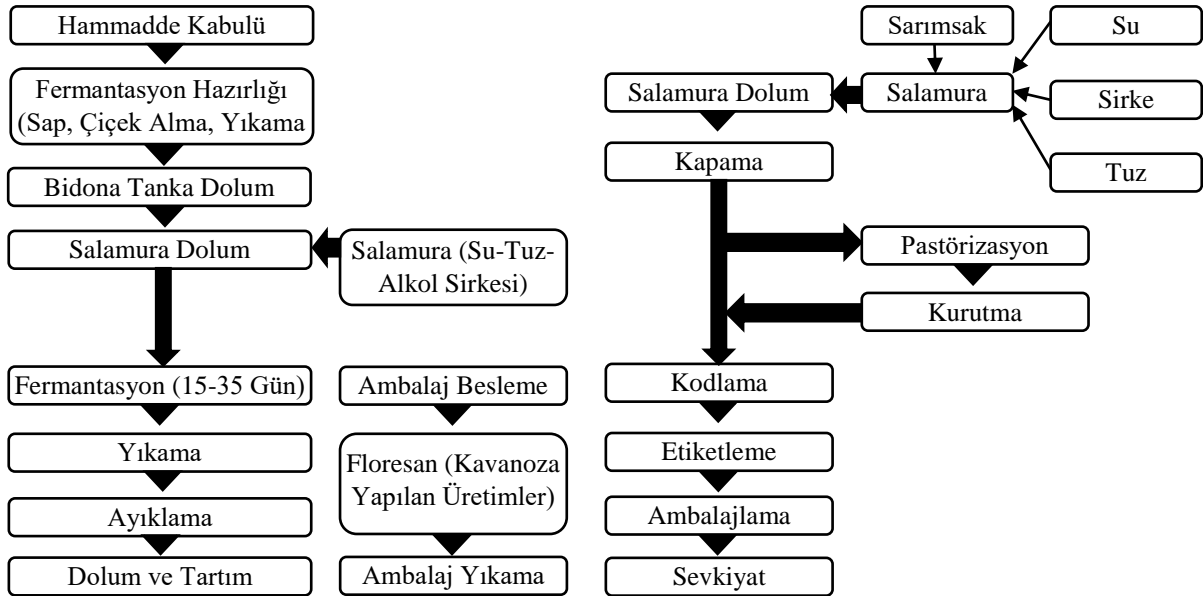 Hammadde Kabulü
Fermantasyon Hazırlığı
(Sap, Çiçek Alma, Yıkama
Bidona Tanka Dolum
Salamura Dolum
Salamura (Su-Tuz-
Alkol Sirkesi)
Fermantasyon (15-35 Gün)
Yıkama
Ayıklama
Dolum ve Tartım
Ambalaj Besleme
Floresan (Kavanoza
Yapılan Üretimler)
Ambalaj Yıkama
Sarımsak
Su
Salamura Dolum
Salamura
Sirke
Tuz
Kapama
Pastörizasyon
Kurutma
Kodlama
Etiketleme
Ambalajlama
Sevkiyat